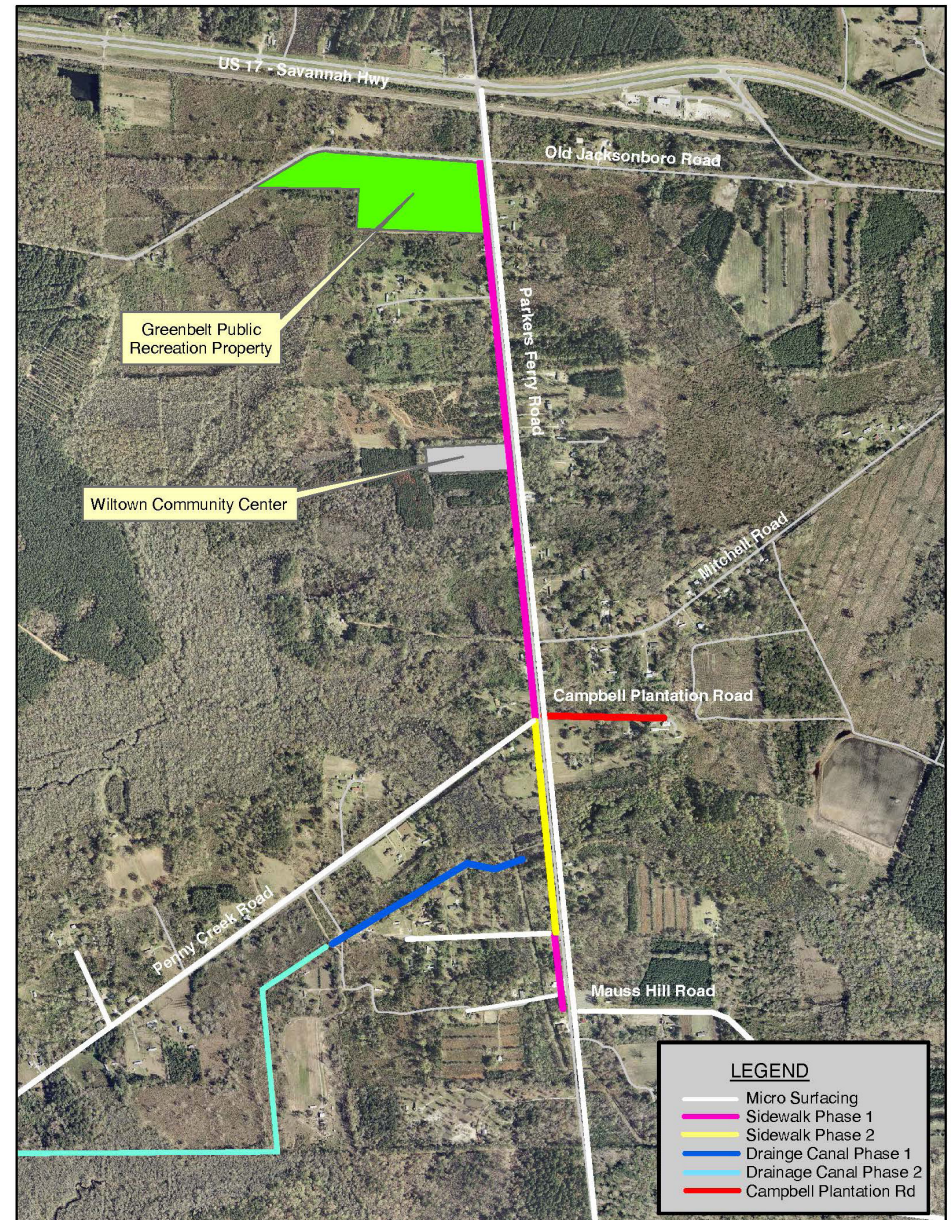 US 17 - Savannah Hwy
Old Jacksonboro Road
Parkers Ferry Road
Greenbelt Public
Recreation Property
Wiltown Community Center
Mitchell Road
Campbell Plantation Road
Penny Creek Road
Mauss Hill Road
LEGEND
Micro Surfacing
Sidewalk Phase 1
Sidewalk Phase 2
Drainge Canal Phase 1
Drainage Canal Phase 2
Campbell Plantation Rd